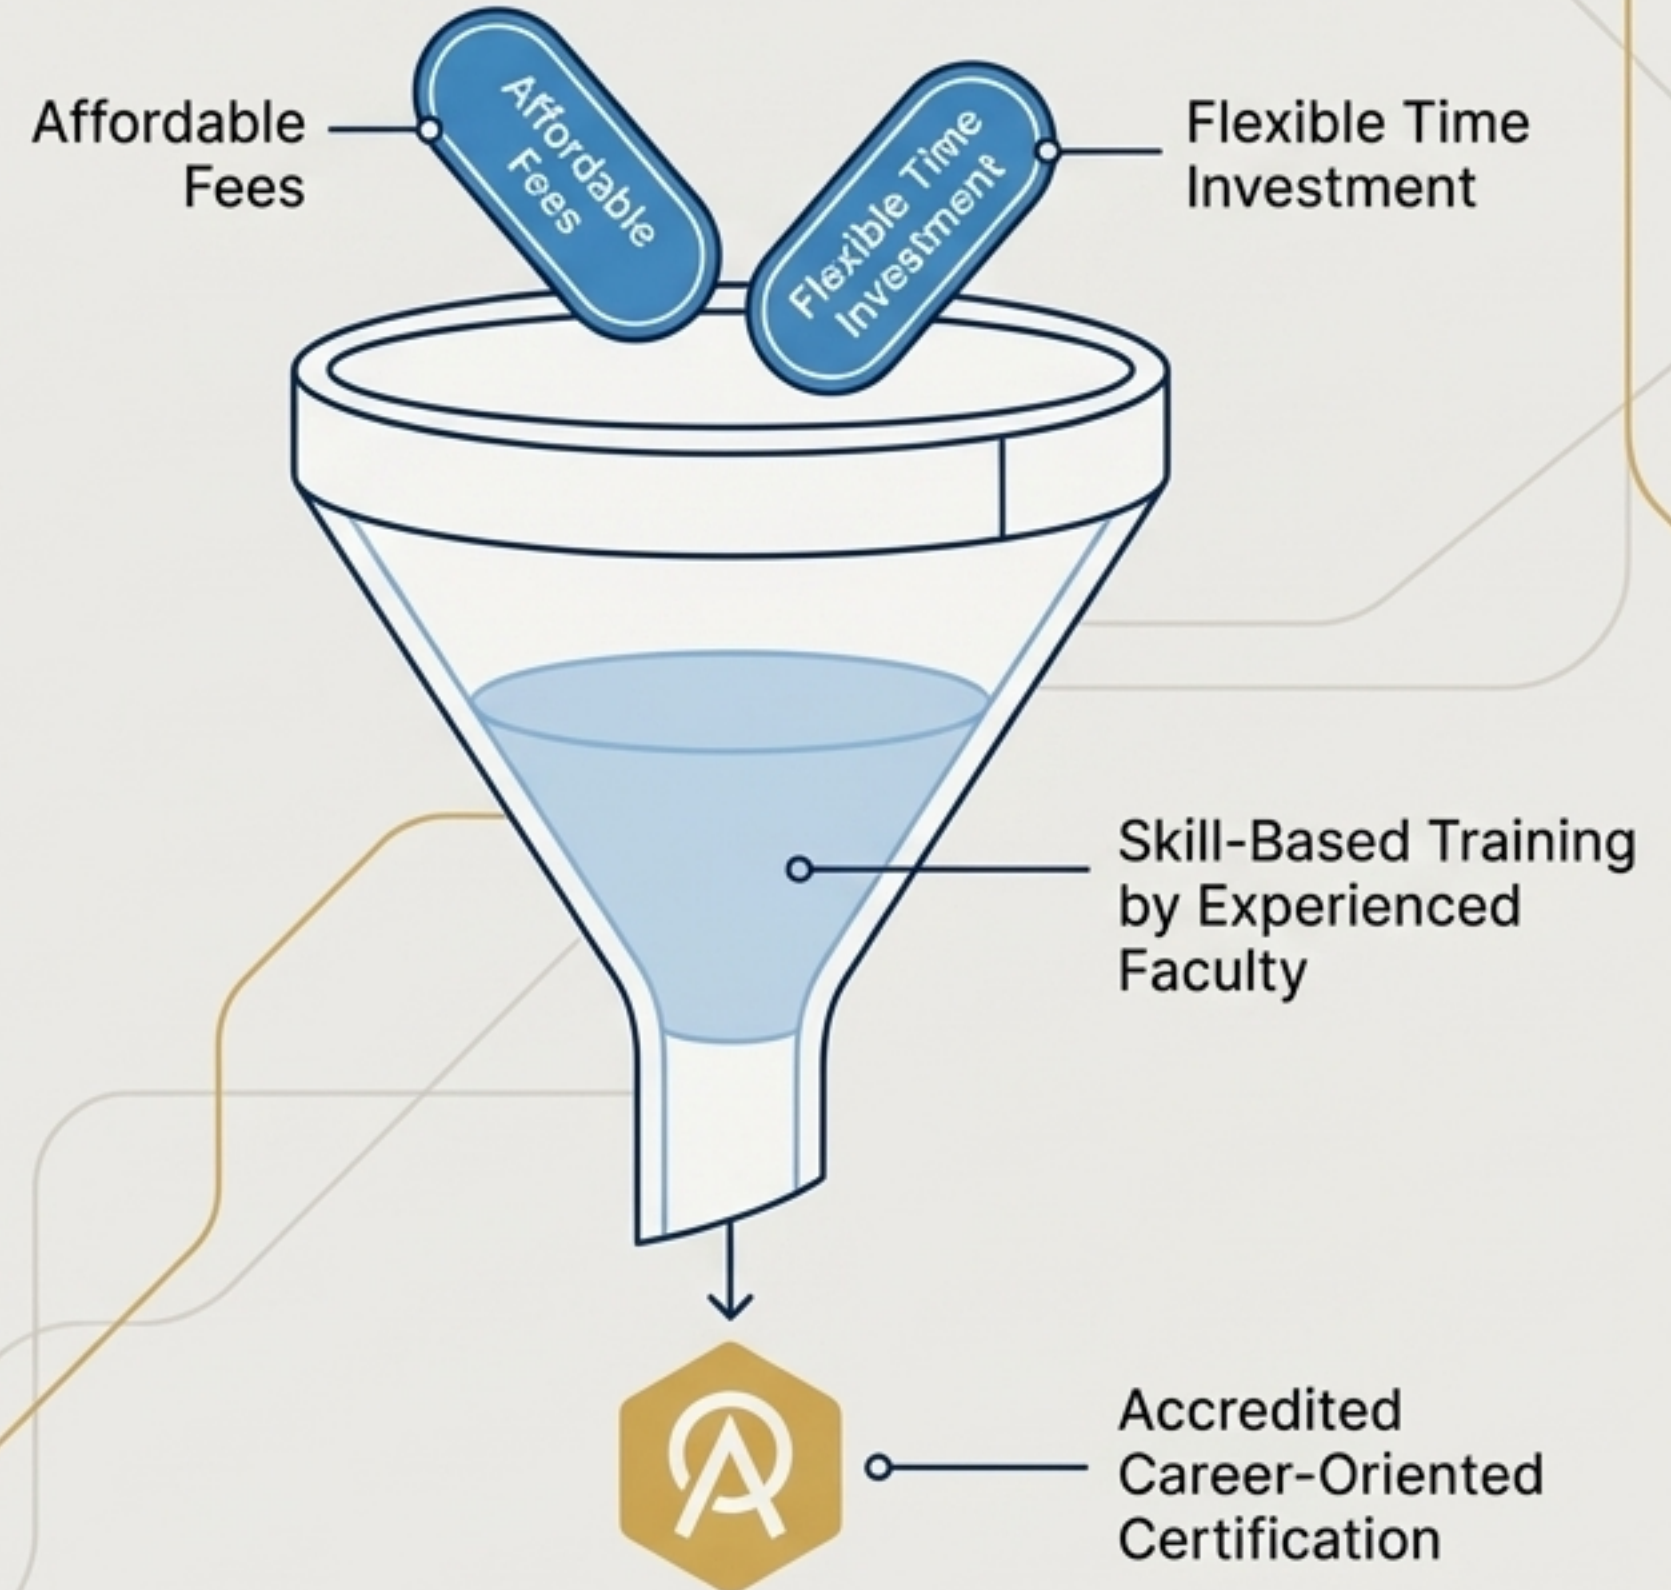 Affordable
Fees
Affordable
Fees
Flexible Time
Investment
Flexible Time
Investment
Skill-Based Training
by Experienced
Faculty
Accredited
Career-Oriented
Certification